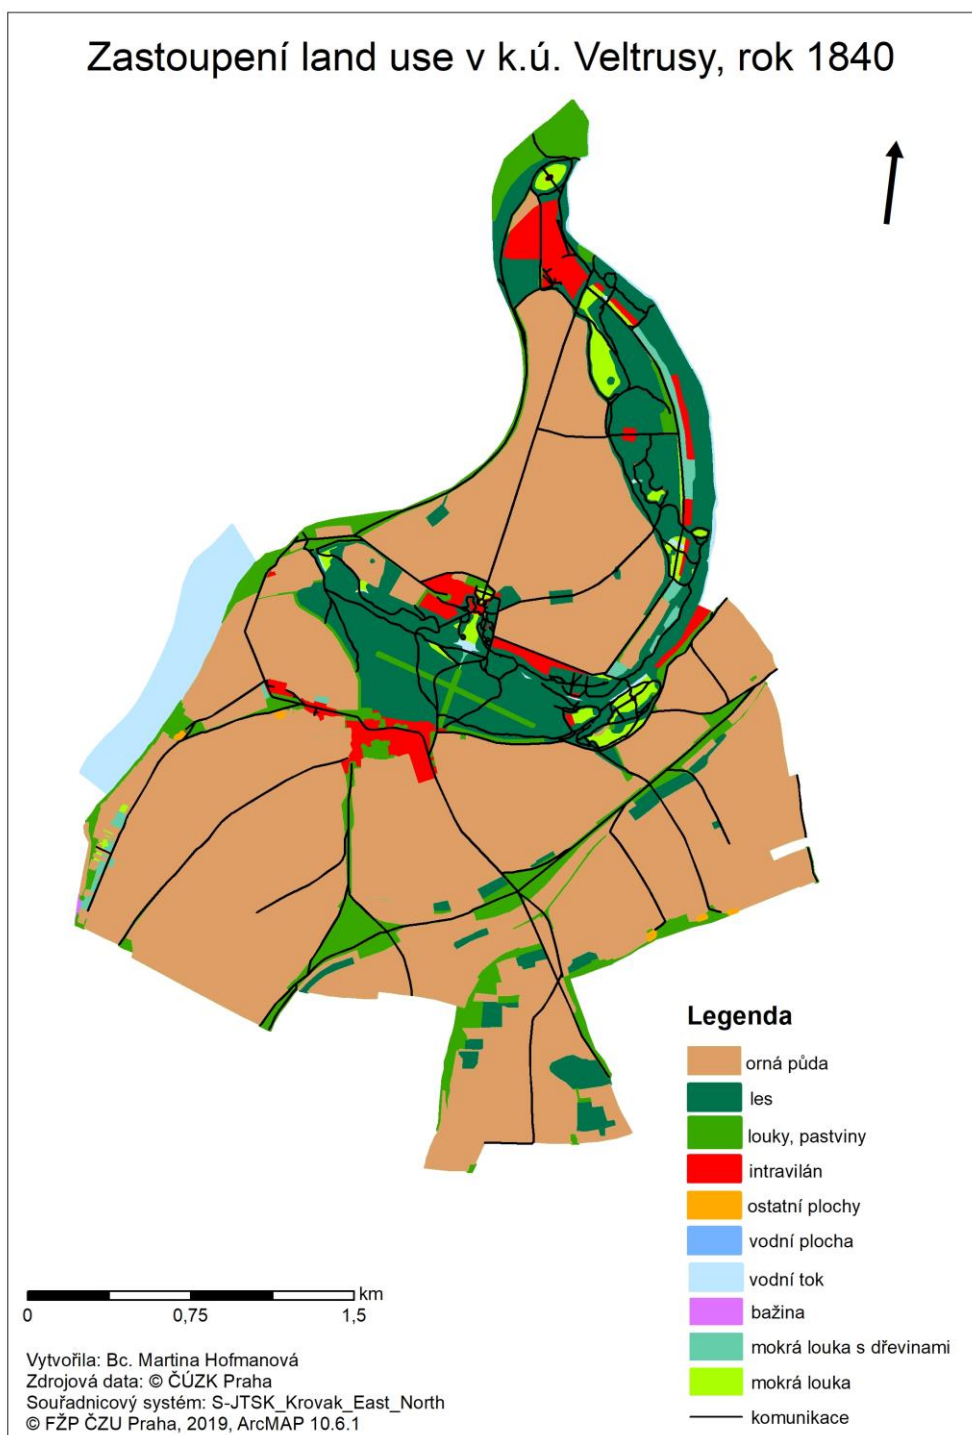 Zastoupení land use v k.ú. Veltrusy, rok 1840
Legenda
orná půda
les
louky, pastviny
intravilán
ostatní plochy
vodní plocha
vodní tok
bažina
mokrá louka s dřevinami
mokrá louka
komunikace
km
0 0,75 1,5
Vytvořila: Bc. Martina Hofmanová
Zdrojová data: © ČÚZK Praha
Souřadnicový systém: S-JTSK_Krovak_East_North
© FŽP ČZU Praha, 2019, ArcMAP 10.6.1